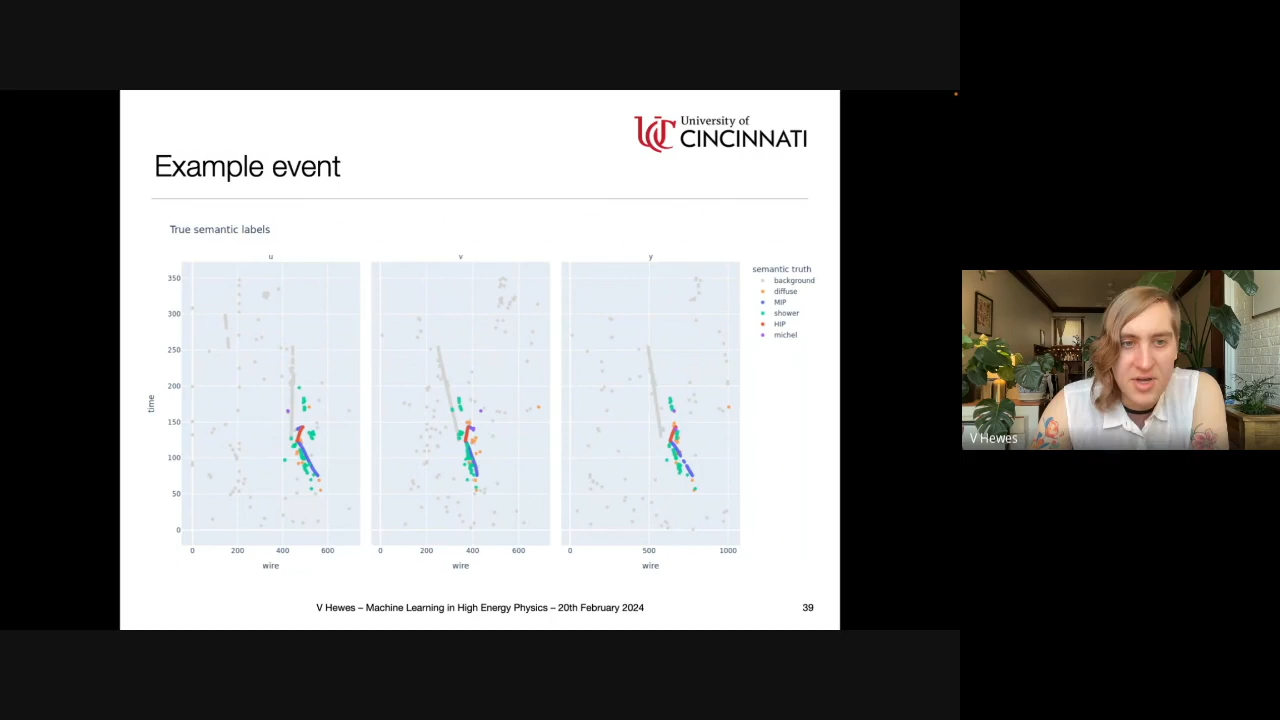 University of
CINCINNATI
Example event
True semantic labels
u
v
y
semantic truth
background
diffuse
MIP
shower
HIP
michel
350
300
250
200
150
100
50
0
time
0 200 400 600
0 200 400 600
0 500 1000
wire
wire
wire
V Hewes – Machine Learning in High Energy Physics – 20th February 2024
39
V Hewes